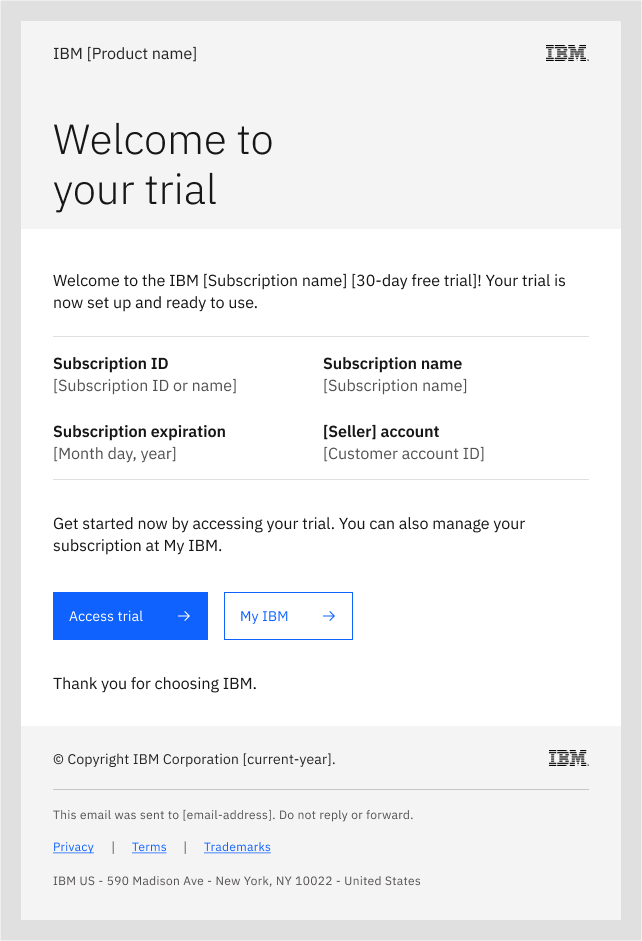 IBM [Product name]
IBM
Welcome to
your trial
Welcome to the IBM [Subscription name] [30-day free trial]! Your trial is
now set up and ready to use.
Subscription ID
[Subscription ID or name]
Subscription name
[Subscription name]
Subscription expiration
[Month day, year]
[Seller] account
[Customer account ID]
Get started now by accessing your trial. You can also manage your
subscription at My IBM.
Access trial →
My IBM →
Thank you for choosing IBM.
© Copyright IBM Corporation [current-year].
IBM
This email was sent to [email-address]. Do not reply or forward.
Privacy | Terms | Trademarks
IBM US - 590 Madison Ave - New York, NY 10022 - United States